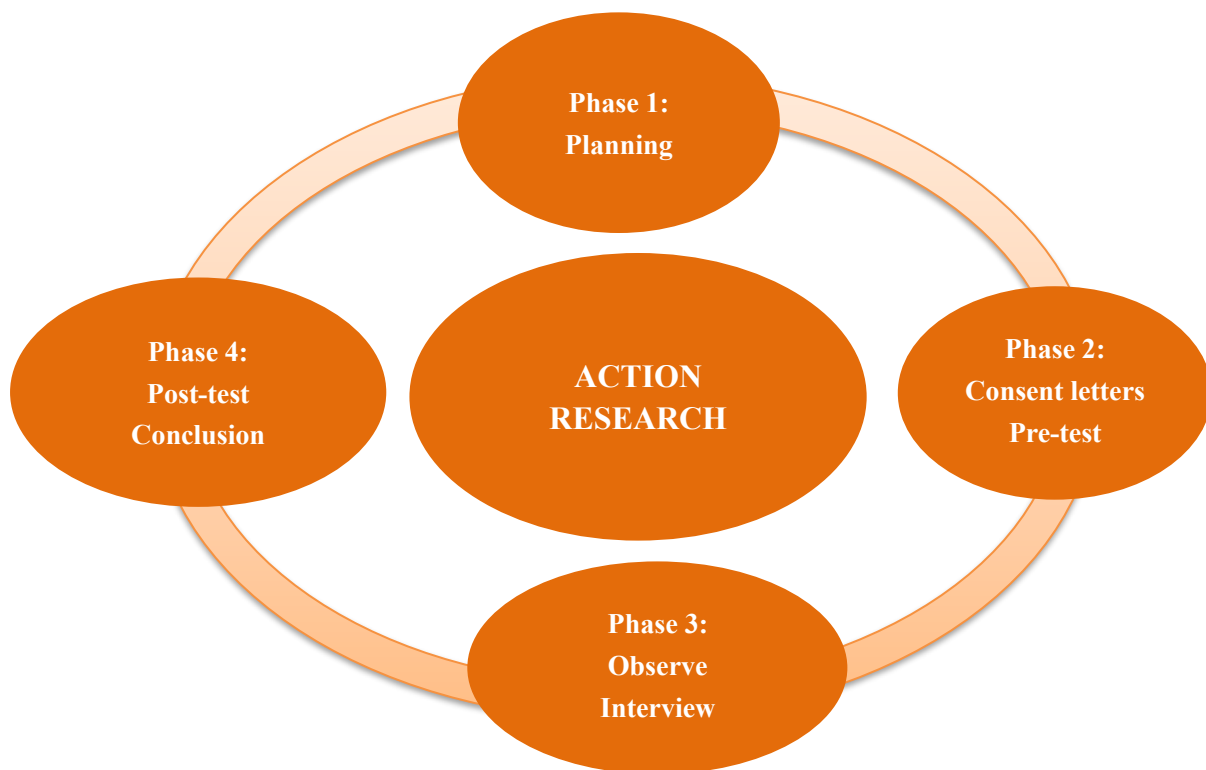 Phase 1:
Planning
Phase 4:
Post-test
Conclusion
ACTION
RESEARCH
Phase 2:
Consent letters
Pre-test
Phase 3:
Observe
Interview